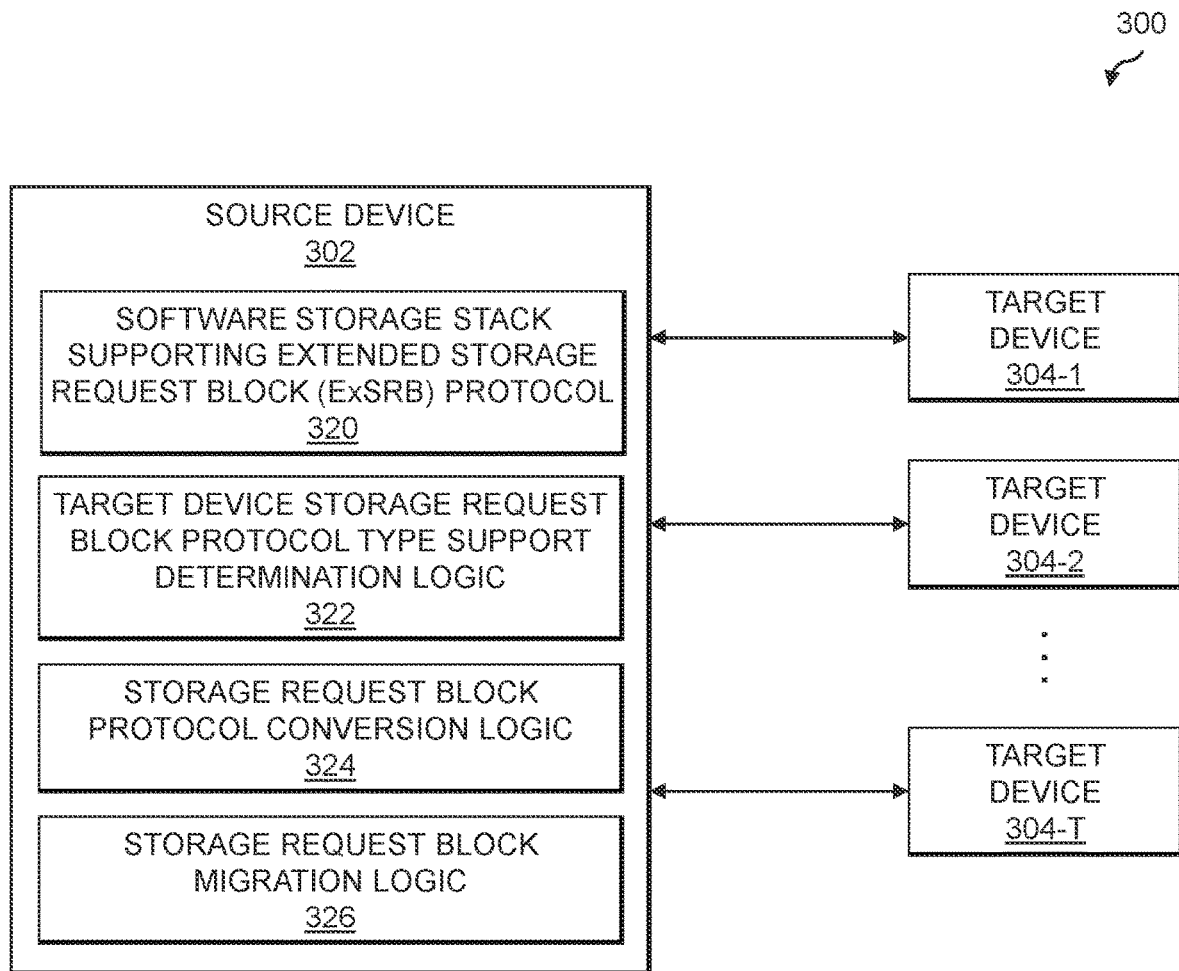 300
SOURCE DEVICE
302
SOFTWARE STORAGE STACK
SUPPORTING EXTENDED STORAGE
REQUEST BLOCK (ExSRB) PROTOCOL
320
TARGET DEVICE STORAGE REQUEST
BLOCK PROTOCOL TYPE SUPPORT
DETERMINATION LOGIC
322
STORAGE REQUEST BLOCK
PROTOCOL CONVERSION LOGIC
324
STORAGE REQUEST BLOCK
MIGRATION LOGIC
326
TARGET
DEVICE
304-1
TARGET
DEVICE
304-2
TARGET
DEVICE
304-T